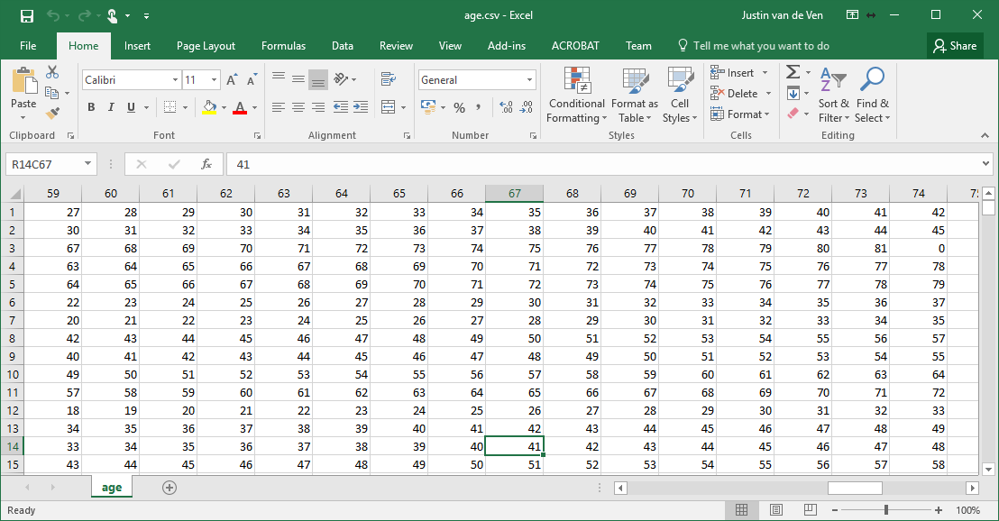 age.csv - Excel
Justin van de Ven
File Home Insert Page Layout Formulas Data Review View Add-ins ACROBAT Team Tell me what you want to do Share
Paste
Calibri 11
General
B I U
% ,
Conditional Formatting
Format as Table
Cell Styles
Insert
Delete
Format
Sort & Filter
Find & Select
Clipboard Font Alignment Number Styles Cells Editing
R14C67 fx 41
59 60 61 62 63 64 65 66 67 68 69 70 71 72 73 74
1 27 28 29 30 31 32 33 34 35 36 37 38 39 40 41 42
2 30 31 32 33 34 35 36 37 38 39 40 41 42 43 44 45
3 67 68 69 70 71 72 73 74 75 76 77 78 79 80 81 0
4 63 64 65 66 67 68 69 70 71 72 73 74 75 76 77 78
5 64 65 66 67 68 69 70 71 72 73 74 75 76 77 78 79
6 22 23 24 25 26 27 28 29 30 31 32 33 34 35 36 37
7 20 21 22 23 24 25 26 27 28 29 30 31 32 33 34 35
8 42 43 44 45 46 47 48 49 50 51 52 53 54 55 56 57
9 40 41 42 43 44 45 46 47 48 49 50 51 52 53 54 55
10 49 50 51 52 53 54 55 56 57 58 59 60 61 62 63 64
11 57 58 59 60 61 62 63 64 65 66 67 68 69 70 71 72
12 18 19 20 21 22 23 24 25 26 27 28 29 30 31 32 33
13 34 35 36 37 38 39 40 41 42 43 44 45 46 47 48 49
14 33 34 35 36 37 38 39 40 41 42 43 44 45 46 47 48
15 43 44 45 46 47 48 49 50 51 52 53 54 55 56 57 58
age
Ready
100%